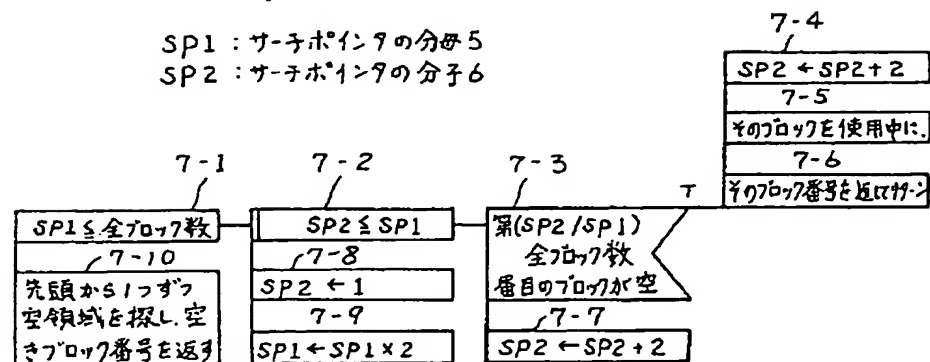 SP1:サーチポインタの分母5
SP2:サーチポインタの分子6
7-4
SP2←SP2+2
7-5
そのブロックを使用中に.
7-6
そのブロック番号を返してリターン
7-1
7-2
7-3
T
SP1≦全ブロック数
SP2≦SP1
第(SP2/SP1)
全ブロック数
番目のブロックが空
7-10
先頭から1つずつ
空領域を探し、空
きブロック番号を返す
7-8
SP2←1
7-9
SP1←SP1×2
7-7
SP2←SP2+2